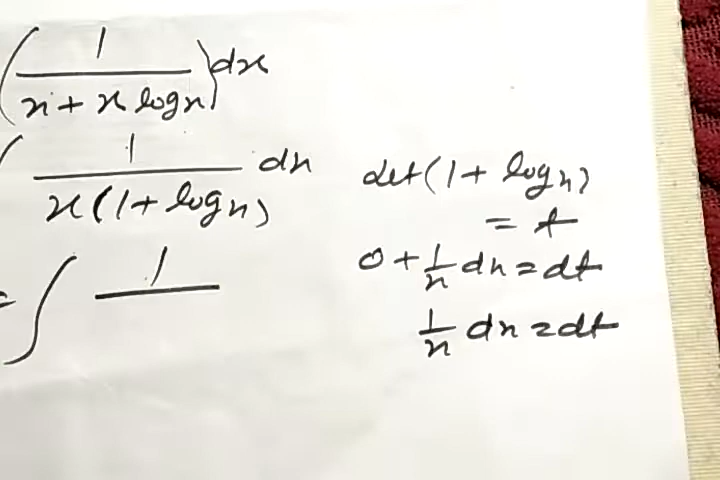 ∫(1/(x + x log x))dx
∫ 1/(x(1 + log x)) dx
= ∫ 1/
Let (1 + log x)
= t
0 + 1/x dx = dt
1/x dx = dt